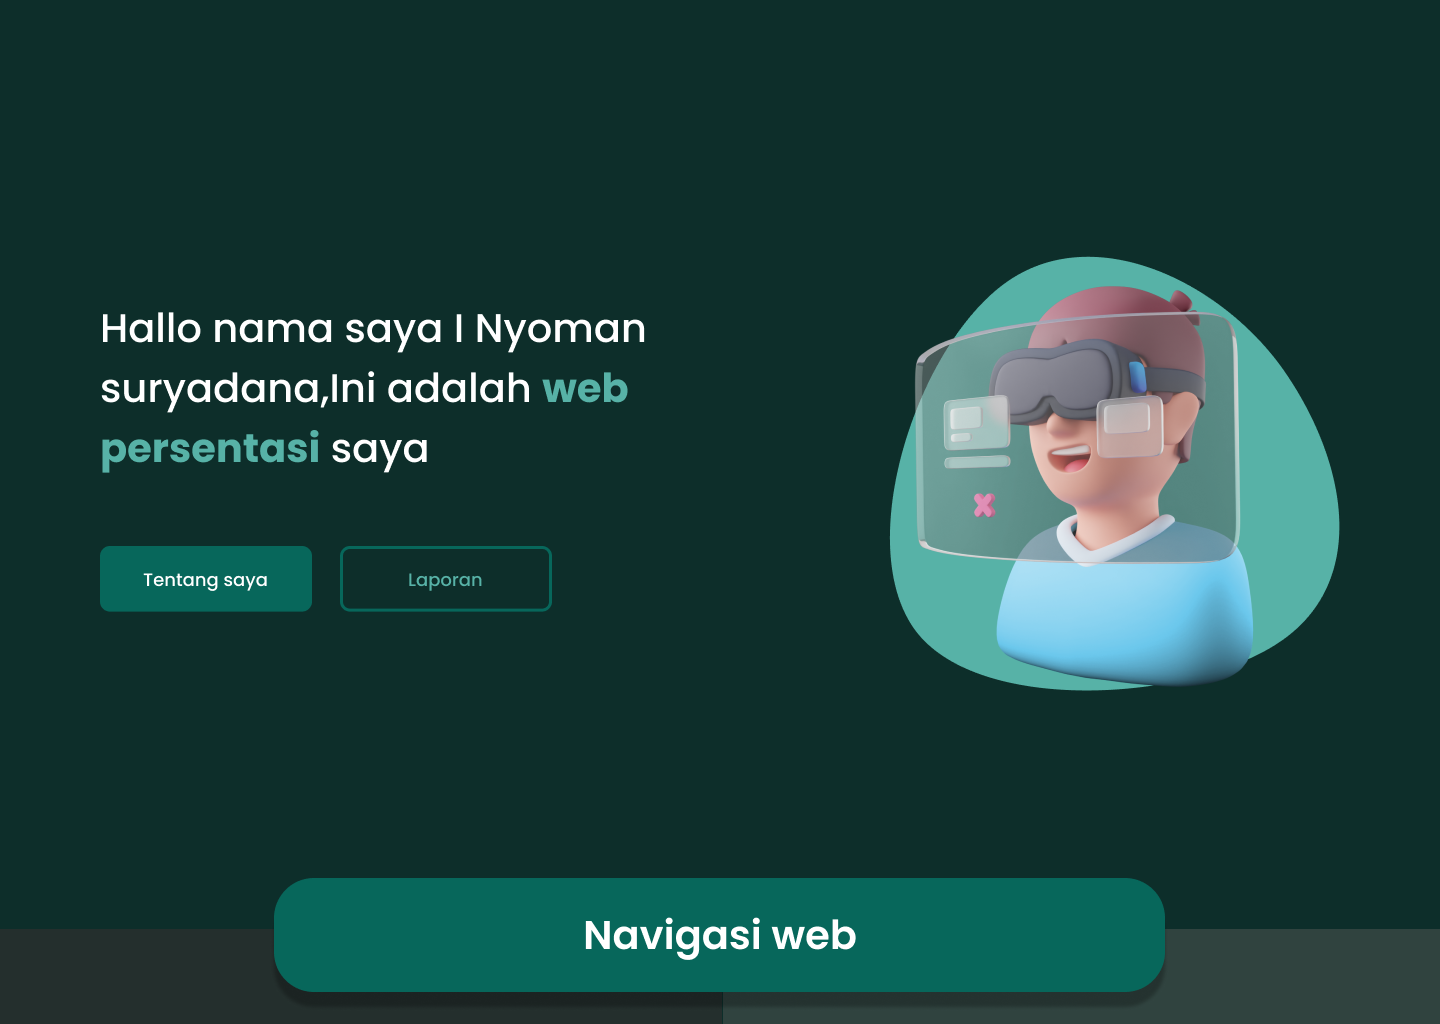 Hallo nama saya I Nyoman
suryadana,Ini adalah web
persentasi saya
Tentang saya
Laporan
Navigasi web